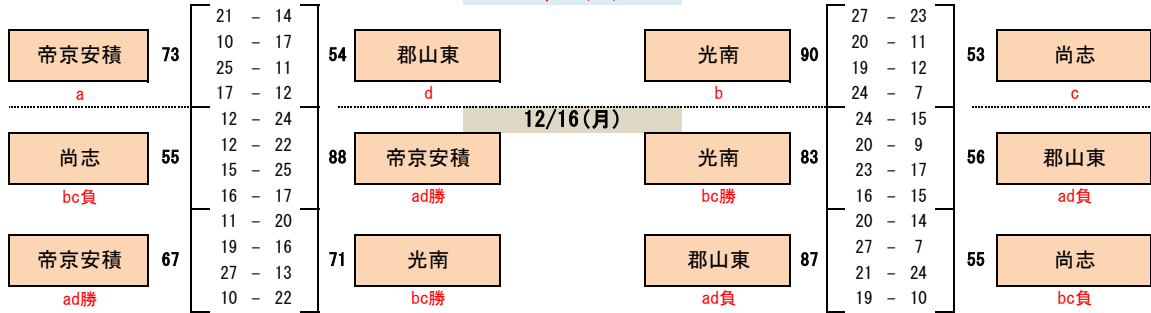 21 – 14 27 – 23
10 – 17 20 – 11
帝京安積 73 54 郡山東 光南 90 53 尚志
25 – 11 19 – 12
17 – 12 24 – 7
a d b c
12/16(月)
12 – 24 24 – 15
12 – 22 20 – 9
尚志 55 88 帝京安積 光南 83 56 郡山東
15 – 25 23 – 17
16 – 17 16 – 15
bc負 ad勝 bc勝 ad負
11 – 20 20 – 14
19 – 16 27 – 7
帝京安積 67 71 光南 郡山東 87 55 尚志
27 – 13 21 – 24
10 – 22 19 – 10
ad勝 bc勝 ad負 bc負